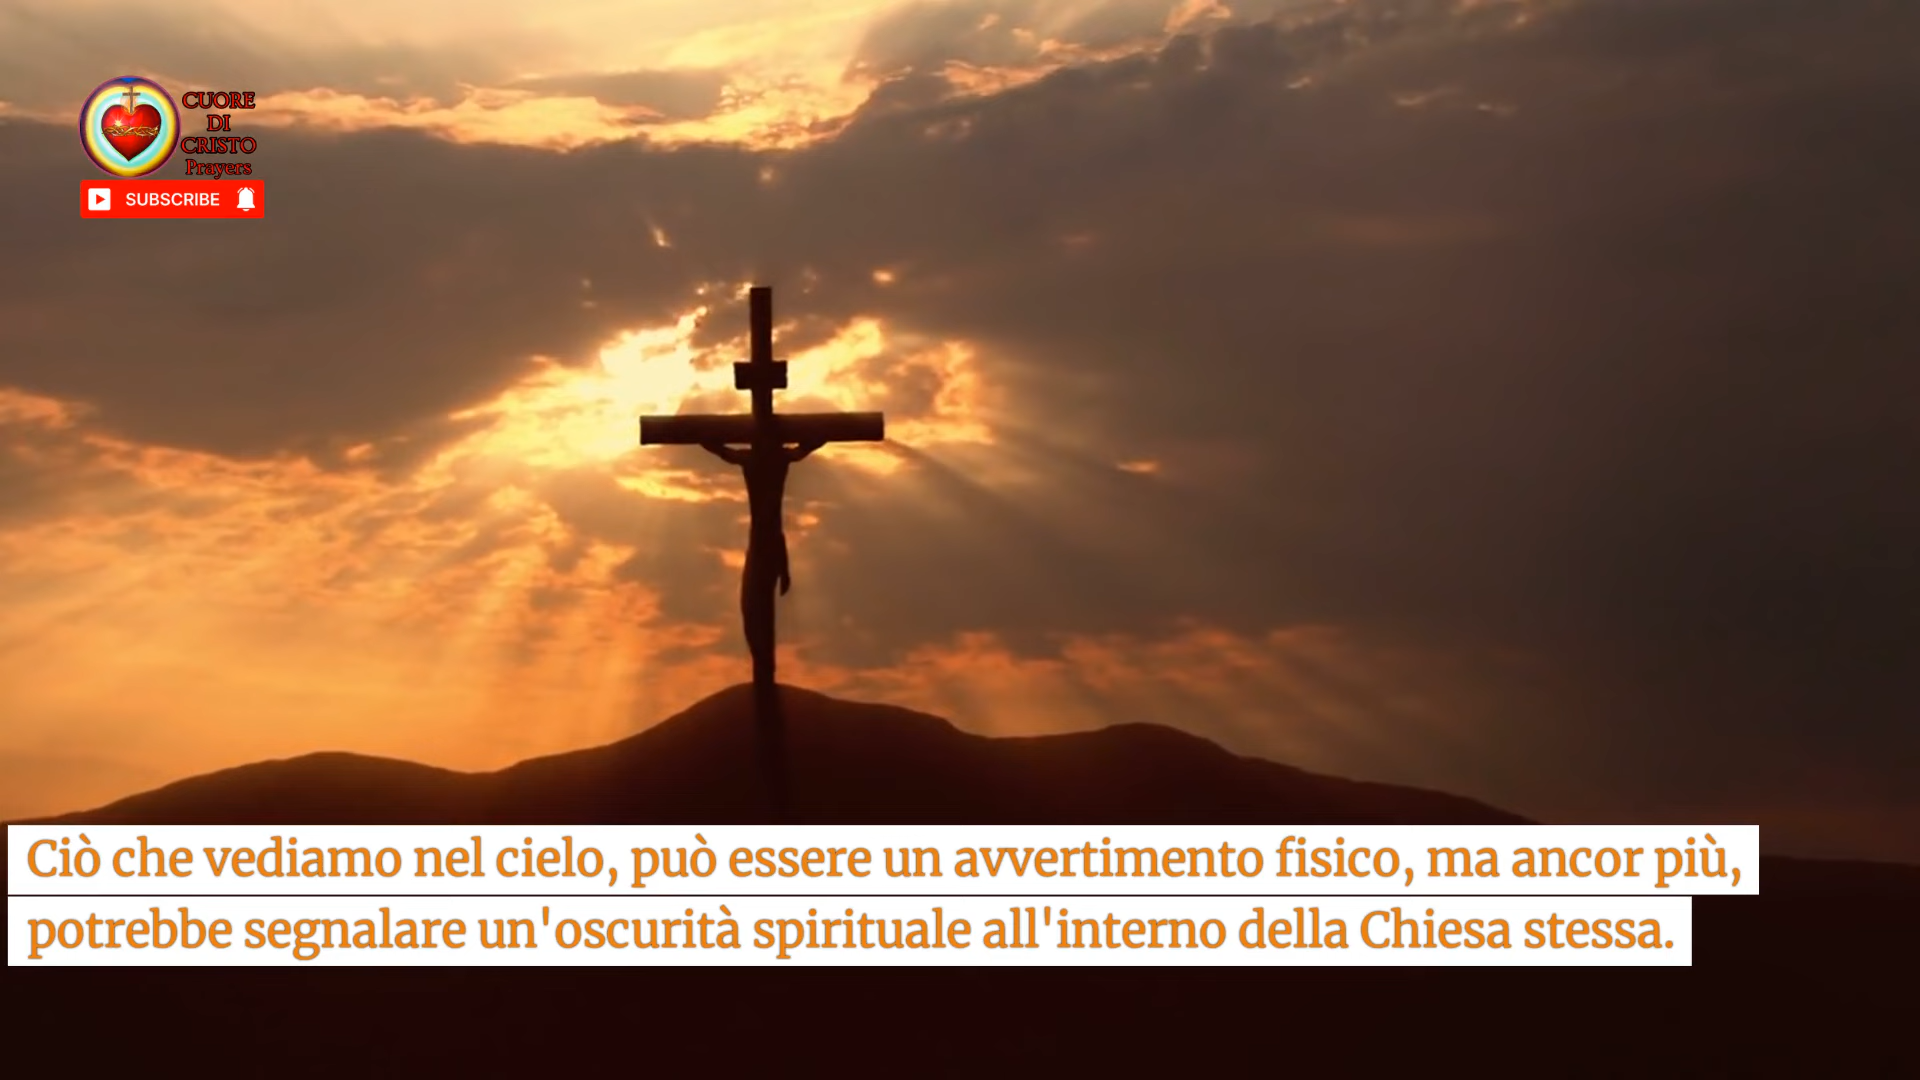 CUORE
DI
CRISTO
Prayers
SUBSCRIBE
Ciò che vediamo nel cielo, può essere un avvertimento fisico, ma ancor più,
potrebbe segnalare un'oscurità spirituale all'interno della Chiesa stessa.